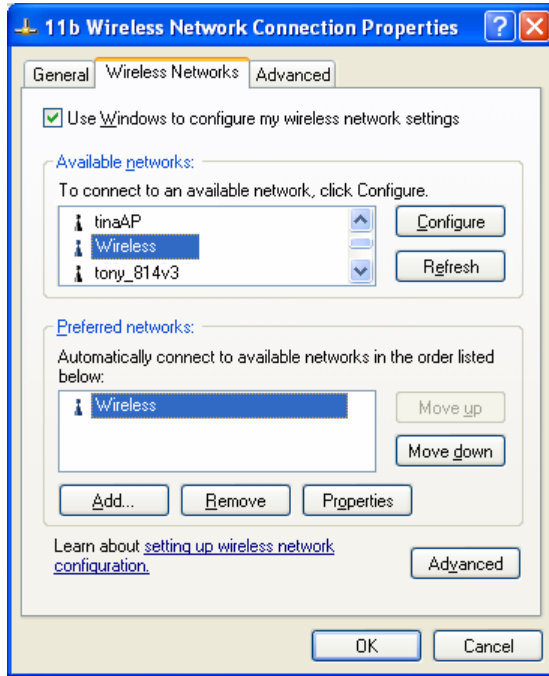 11b Wireless Network Connection Properties
General Wireless Networks Advanced
Use Windows to configure my wireless network settings
Available networks:
To connect to an available network, click Configure.
tinaAP
Wireless
tony_814v3
Configure
Refresh
Preferred networks:
Automatically connect to available networks in the order listed
below:
Wireless
Move up
Move down
Add... Remove Properties
Learn about setting up wireless network
configuration.
Advanced
OK Cancel